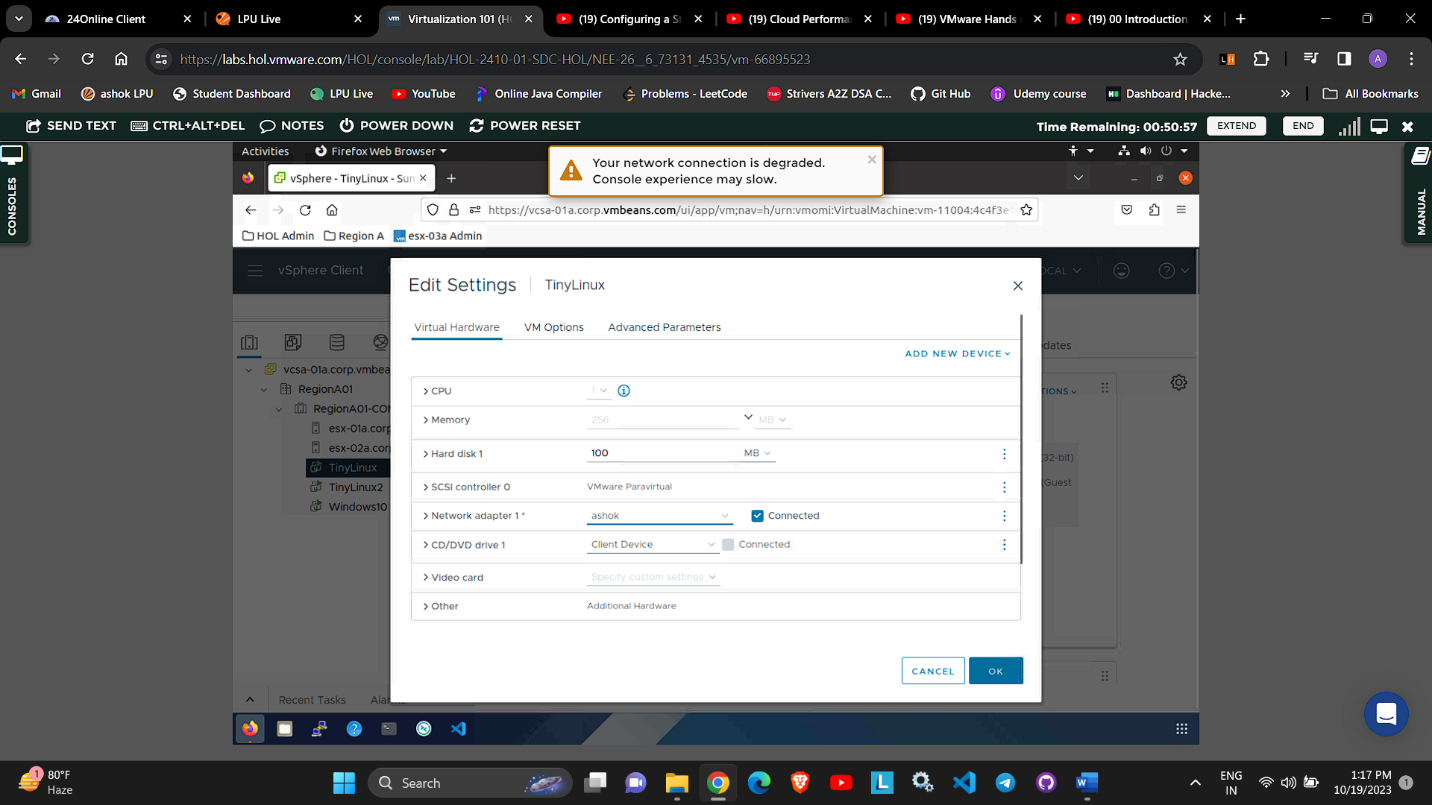 24Online Client
LPU Live
Virtualization 101 (HO
(19) Configuring a St
(19) Cloud Performa
(19) VMware Hands o
(19) 00 Introduction
https://labs.hol.vmware.com/HOL/console/lab/HOL-2410-01-SDC-HOL/NEE-26__6_73131_4535/vm-66895523
A
Gmail
ashok LPU
Student Dashboard
LPU Live
YouTube
Online Java Compiler
Problems - LeetCode
Strivers A2Z DSA C...
Git Hub
Udemy course
Dashboard | Hacke...
All Bookmarks
SEND TEXT
CTRL+ALT+DEL
NOTES
POWER DOWN
POWER RESET
Time Remaining: 00:50:57
EXTEND
END
CONSOLES
MANUAL
Activities
Firefox Web Browser
Your network connection is degraded.
Console experience may slow.
vSphere - TinyLinux - Sum
https://vcsa-01a.corp.vmbeans.com/ui/app/vm;nav=h/urn:vmomi:VirtualMachine:vm-11004:4c4f3e
HOL Admin
Region A
esx-03a Admin
vSphere Client
OCAL
Edit Settings
TinyLinux
Virtual Hardware
VM Options
Advanced Parameters
dates
ADD NEW DEVICE
vcsa-01a.corp.vmbea
RegionA01
RegionA01-CO
esx-01a.corp
esx-02a.corp
TinyLinux
TinyLinux2
Windows10
TIONS
(32-bit)
Guest
CPU
1
Memory
256
MB
Hard disk 1
100
MB
SCSI controller 0
VMware Paravirtual
Network adapter 1 *
ashok
Connected
CD/DVD drive 1
Client Device
Connected
Video card
Specify custom settings
Other
Additional Hardware
CANCEL
OK
Recent Tasks
Alar
1
80°F
Haze
Search
ENG
IN
1:17 PM
10/19/2023
1